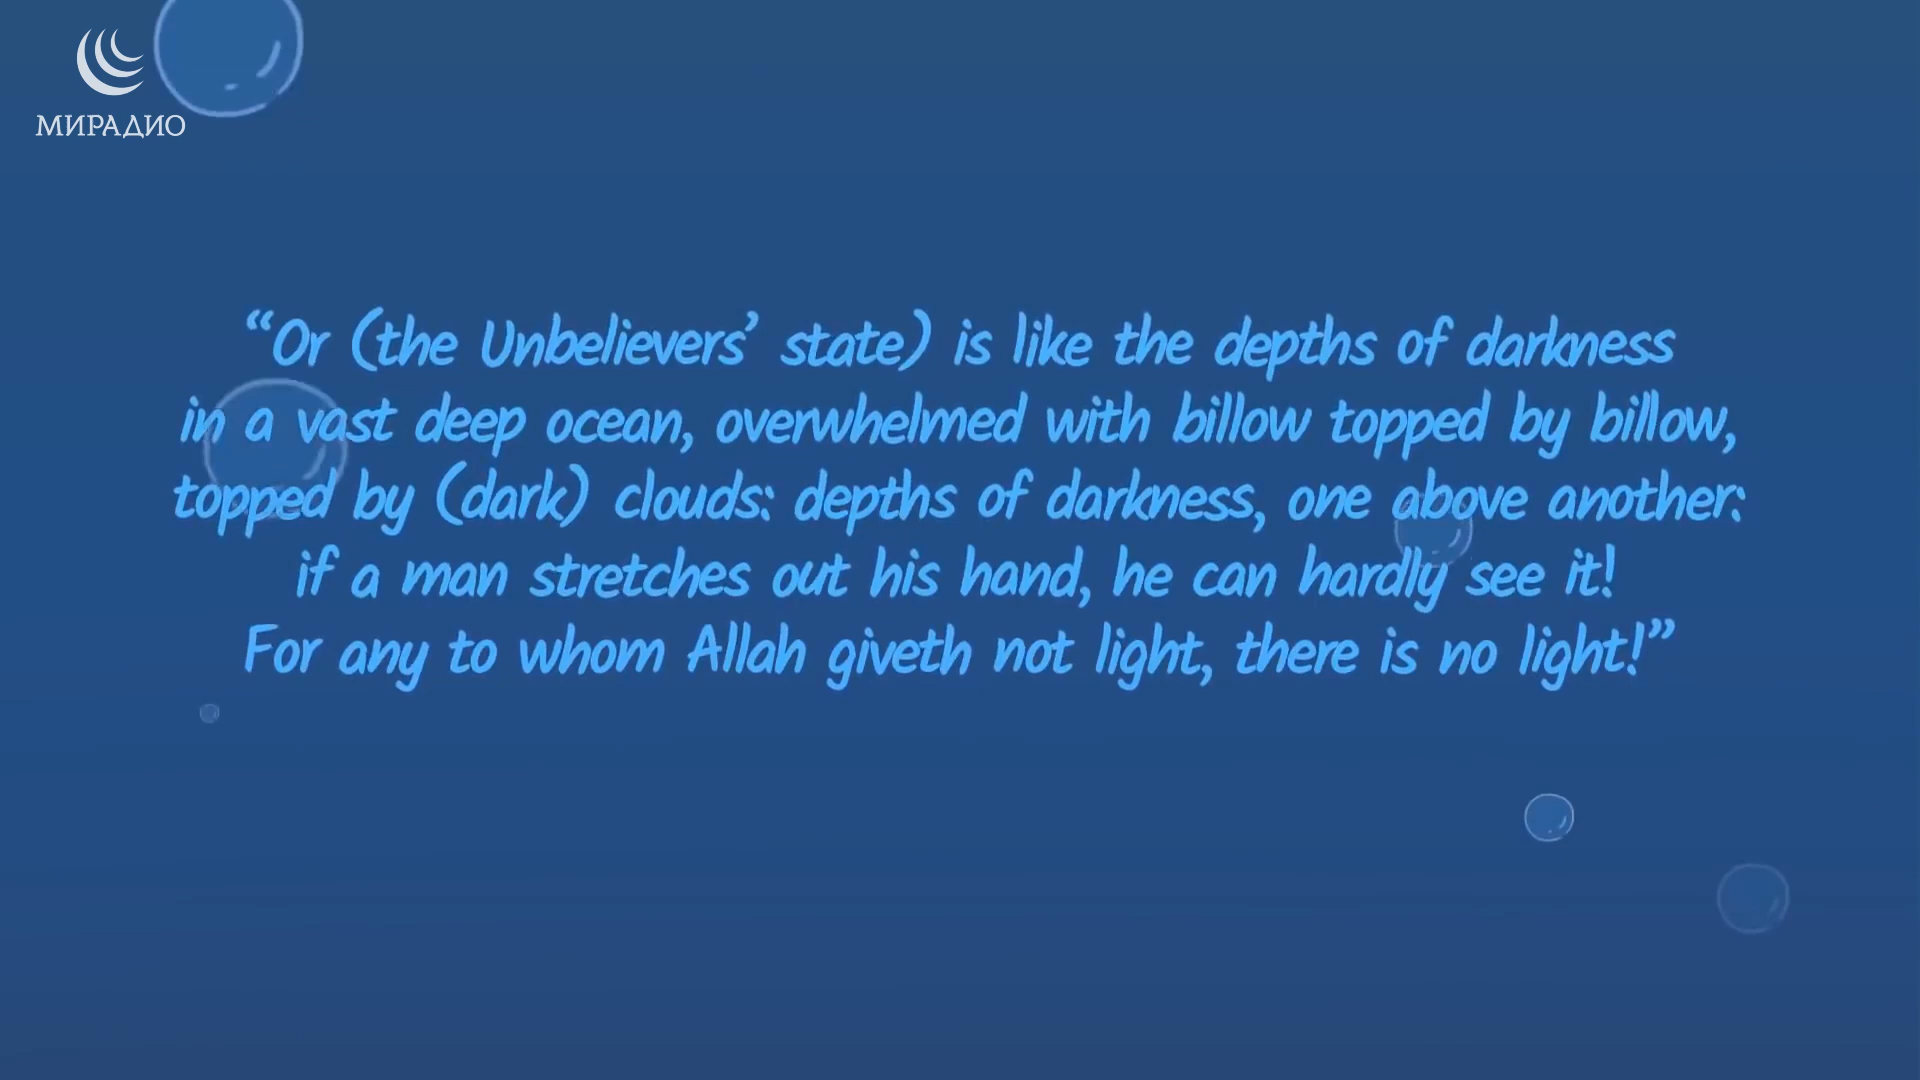 МИРАДИО
“Or (the Unbelievers’ state) is like the depths of darkness
in a vast deep ocean, overwhelmed with billow topped by billow,
topped by (dark) clouds: depths of darkness, one above another:
if a man stretches out his hand, he can hardly see it!
For any to whom Allah giveth not light, there is no light!”